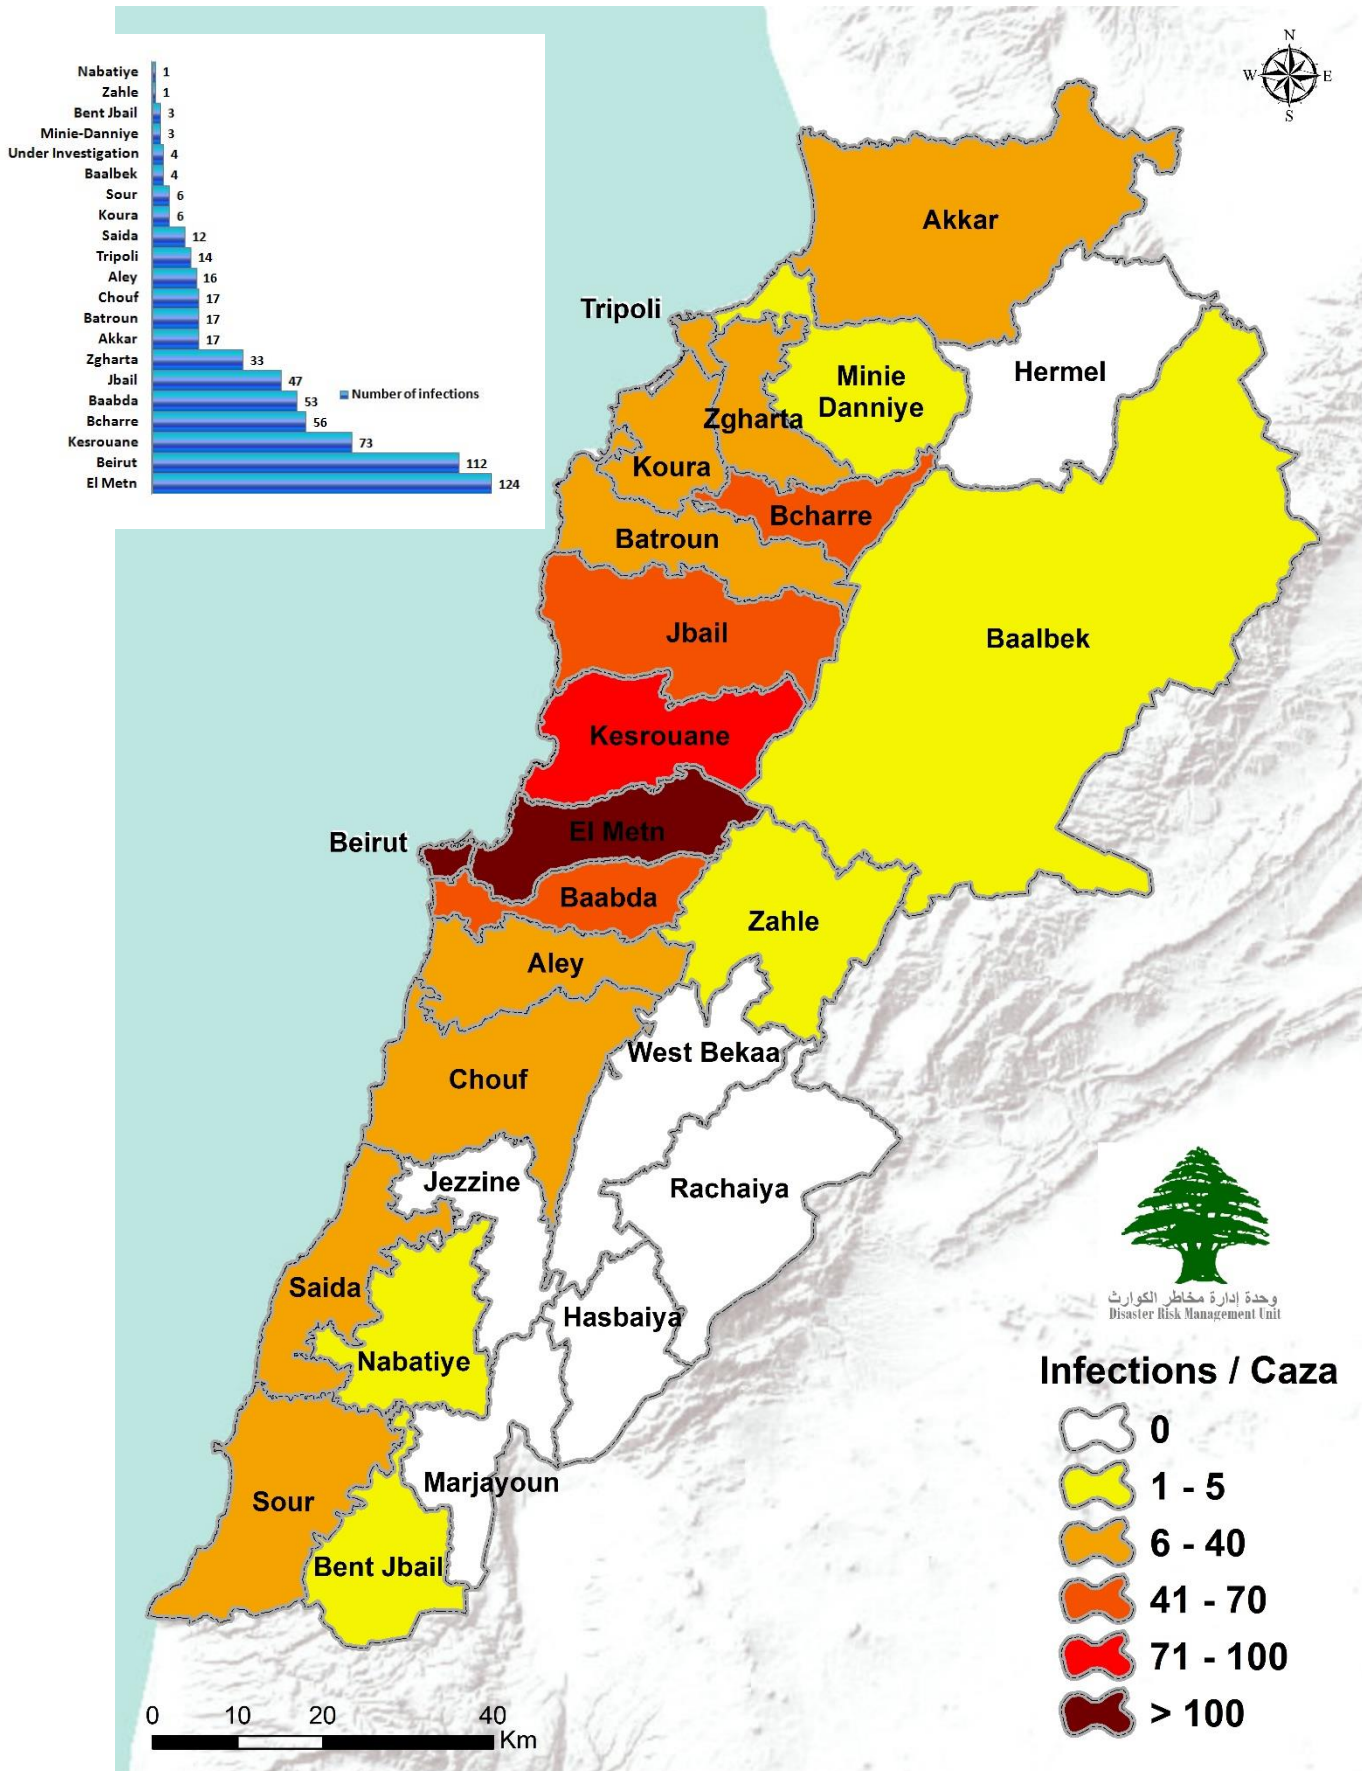 Nabatiye 1
Zahle 1
Bent Jbail 3
Minie-Danniye 3
Under Investigation 4
Baalbek 4
Sour 6
Koura 6
Saida 12
Tripoli 14
Aley 16
Chouf 17
Batroun 17
Akkar 17
Zgharta 33
Jbail 47
Baabda 53
Bcharre 56
Kesrouane 73
Beirut 112
El Metn 124
Number of infections
N
W E
S
Akkar
Tripoli
Hermel
Minie
Danniye
Zgharta
Koura
Bcharre
Batroun
Jbail
Baalbek
Kesrouane
El Metn
Beirut
Baabda
Zahle
Aley
West Bekaa
Chouf
Jezzine
Rachaiya
Saida
Hasbaiya
Nabatiye
Marjayoun
Sour
Bent Jbail
وحدة إدارة مخاطر الكوارث
Disaster Risk Management Unit
Infections / Caza
0
1 - 5
6 - 40
41 - 70
71 - 100
> 100
0 10 20 40
Km